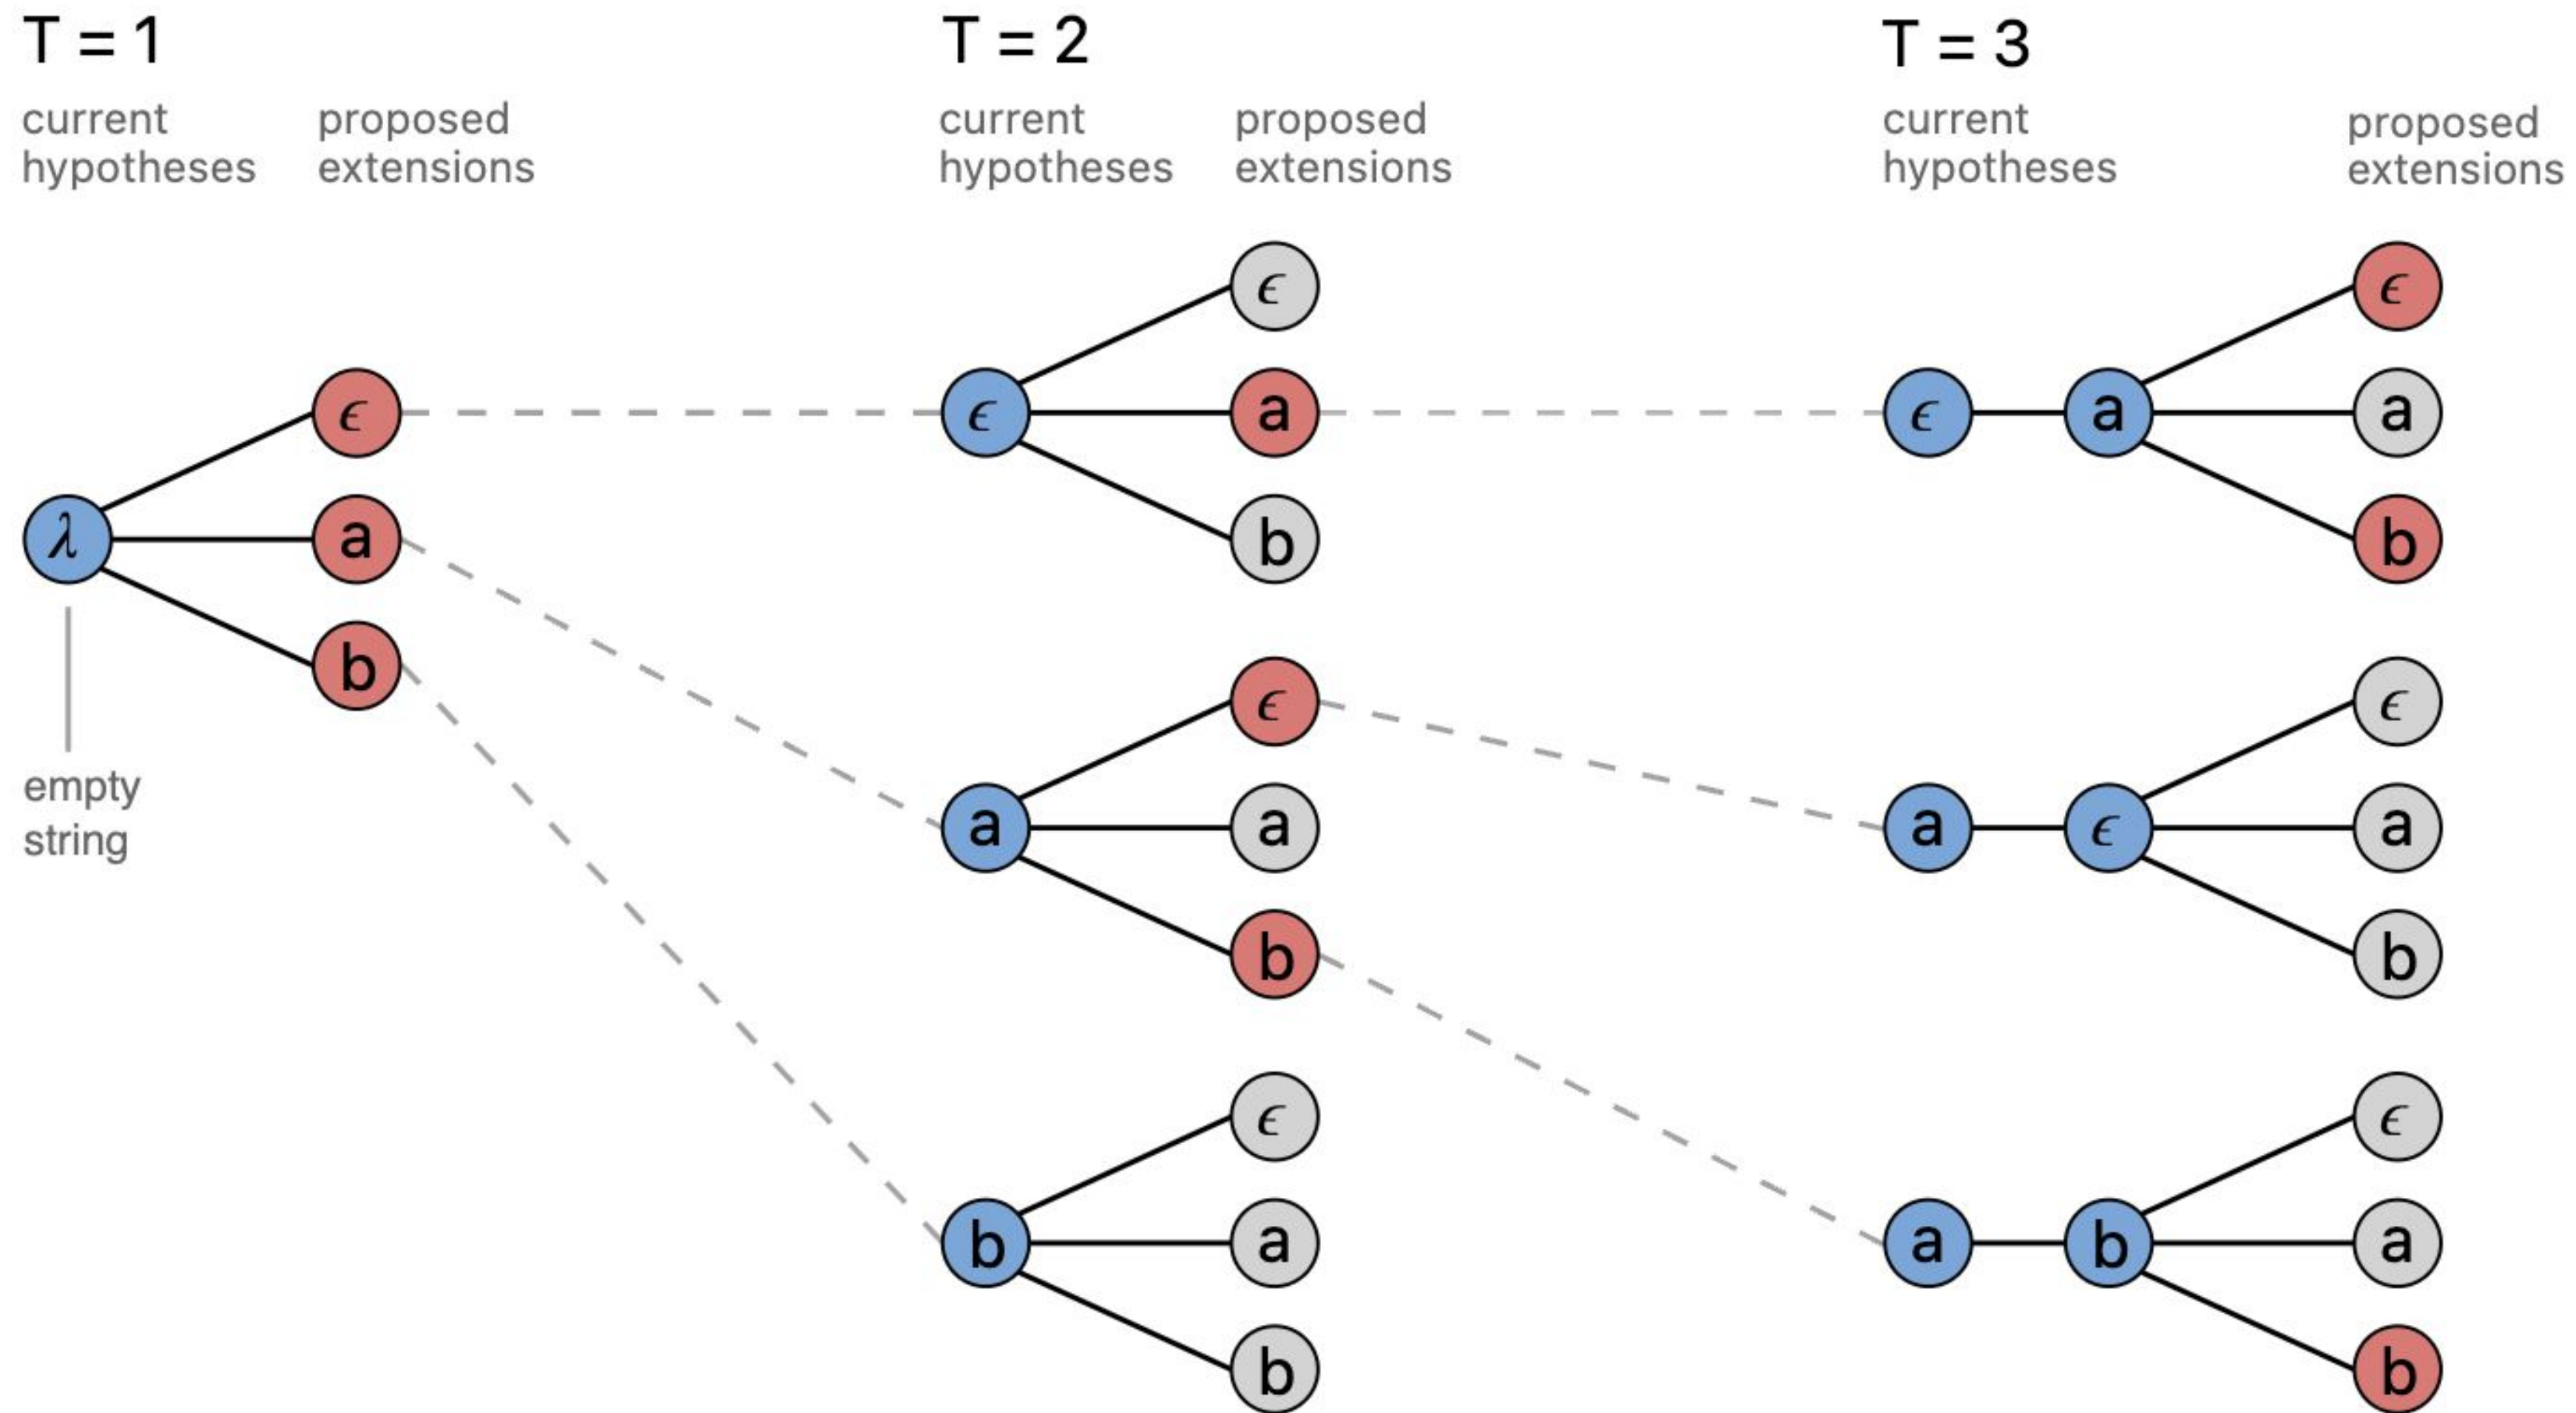 T = 1
current hypotheses
proposed extensions
λ
ϵ
a
b
empty string
T = 2
current hypotheses
proposed extensions
ϵ
ϵ
a
b
a
ϵ
a
b
b
ϵ
a
b
T = 3
current hypotheses
proposed extensions
ϵ
a
ϵ
a
b
a
ϵ
ϵ
a
b
a
b
ϵ
a
b